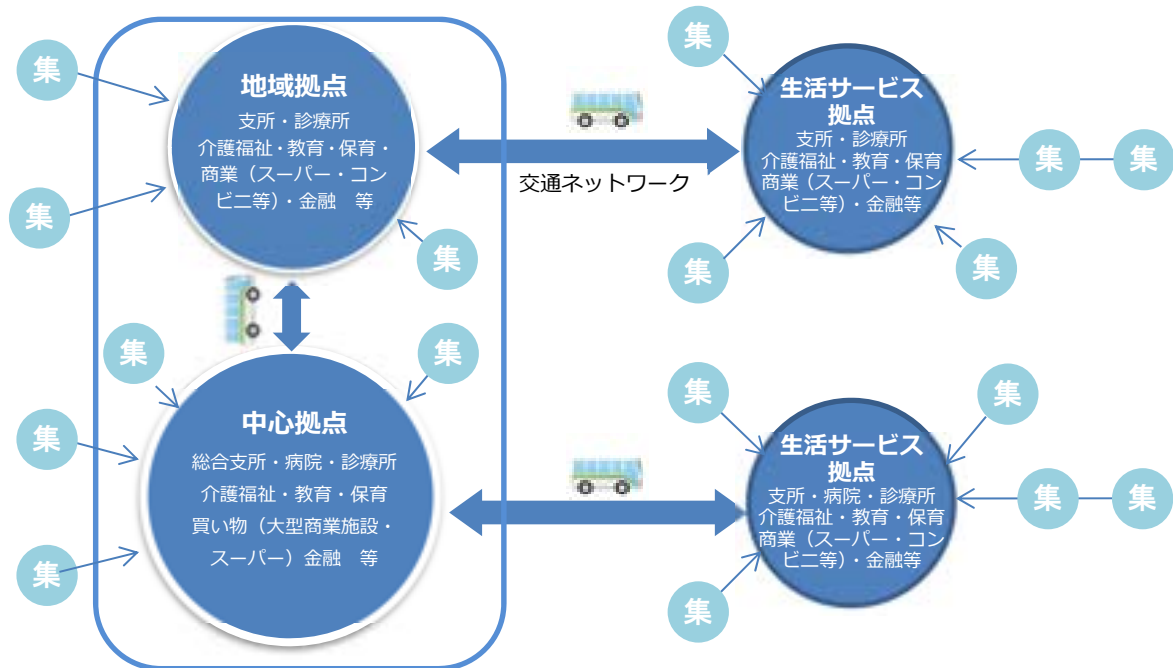 集
集
集
地域拠点
支所・診療所
介護福祉・教育・保育・
商業（スーパー・コン
ビニ等）・金融　等
交通ネットワーク
集
生活サービス
拠点
支所・診療所
介護福祉・教育・保育
商業（スーパー・コン
ビニ等）・金融等
集
集
集
集
集
集
集
集
中心拠点
総合支所・病院・診療所
介護福祉・教育・保育
買い物（大型商業施設・
スーパー）金融　等
集
集
生活サービス
拠点
支所・病院・診療所
介護福祉・教育・保育
商業（スーパー・コン
ビニ等）・金融等
集
集
集